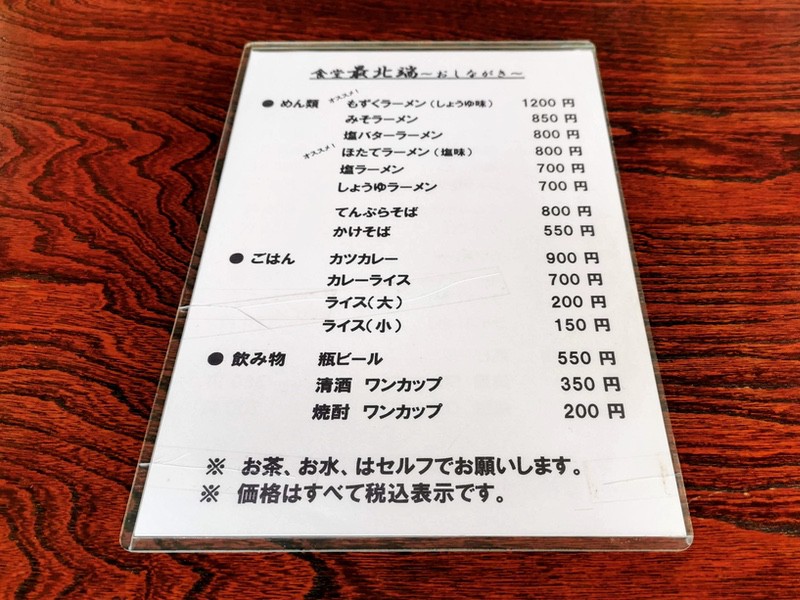 食堂 最北端～おしながき～
● めん類 オススメ! もずくラーメン(しょうゆ味) 1200 円
みそラーメン 850 円
塩バターラーメン 800 円
オススメ! ほたてラーメン(塩味) 800 円
塩ラーメン 700 円
しょうゆラーメン 700 円
てんぷらそば 800 円
かけそば 550 円
● ごはん カツカレー 900 円
カレーライス 700 円
ライス(大) 200 円
ライス(小) 150 円
● 飲み物 瓶ビール 550 円
清酒 ワンカップ 350 円
焼酎 ワンカップ 200 円
※ お茶、お水、はセルフでお願いします。
※ 価格はすべて税込表示です。